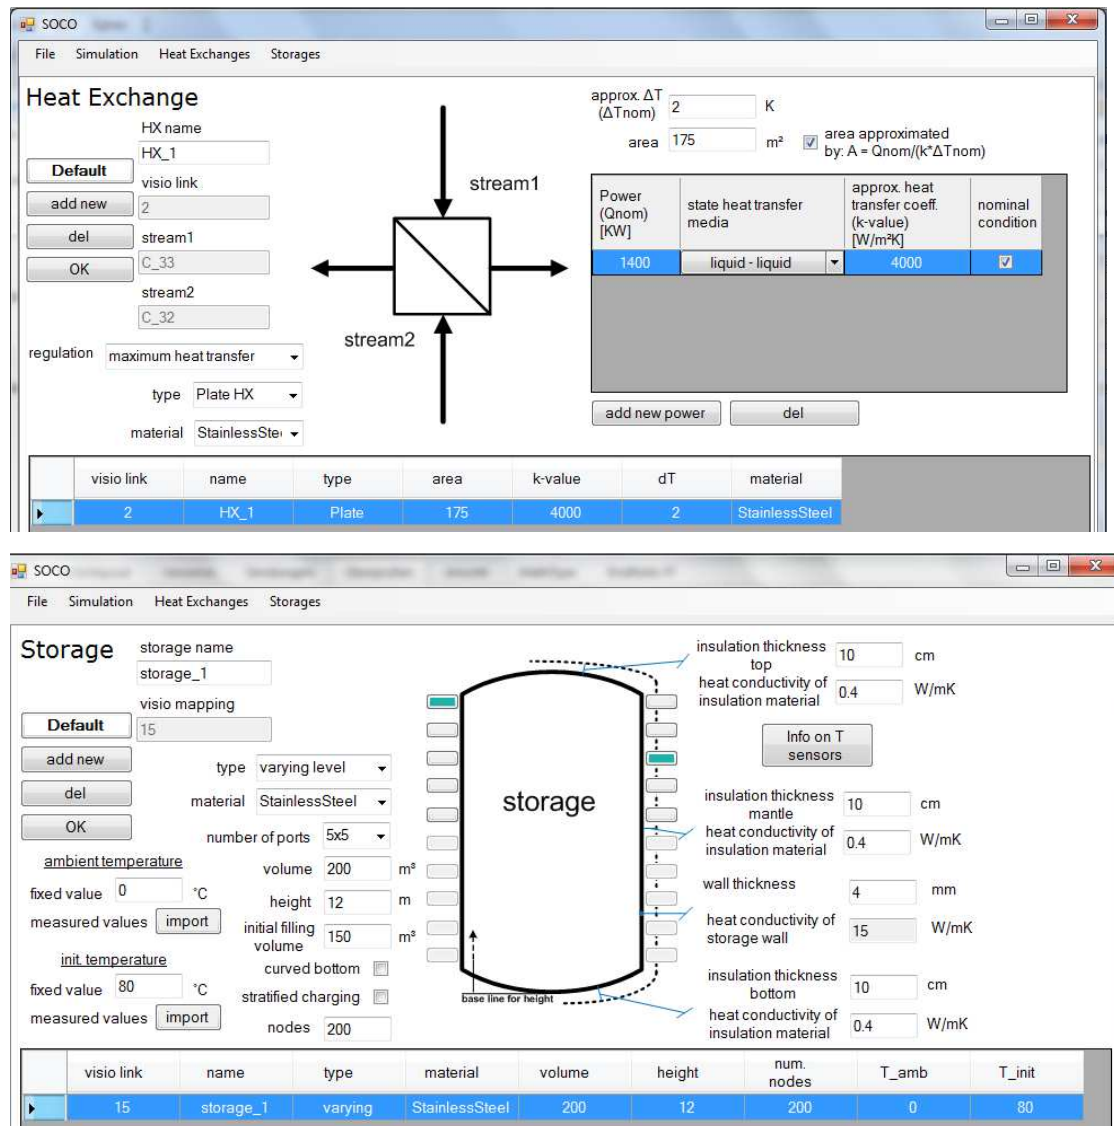 SOCO
File Simulation Heat Exchanges Storages
Heat Exchange
HX name
HX_1
Default
visio link
add new
2
del
stream1
OK
C_33
stream2
C_32
regulation maximum heat transfer
type Plate HX
material StainlessStee
stream1
stream2
approx. ΔT
(ΔTnom) 2 K
area 175 m² area approximated
by: A = Qnom/(k*ΔTnom)
Power
(Qnom)
[KW]
state heat transfer
media
approx. heat
transfer coeff.
(k-value)
[W/m²K]
nominal
condition
1400 liquid - liquid 4000
add new power del
visio link name type area k-value dT material
2 HX_1 Plate 175 4000 2 StainlessSteel
SOCO
File Simulation Heat Exchanges Storages
Storage
storage name
storage_1
visio mapping
Default
15
add new
del
OK
type varying level
material StainlessSteel
number of ports 5x5
ambient temperature
fixed value 0 °C
measured values import
init. temperature
fixed value 80 °C
measured values import
volume 200 m³
height 12 m
initial filling
volume 150 m³
curved bottom
stratified charging
nodes 200
storage
base line for height
insulation thickness
top 10 cm
heat conductivity of
insulation material 0.4 W/mK
Info on T
sensors
insulation thickness
mantle 10 cm
heat conductivity of
insulation material 0.4 W/mK
wall thickness 4 mm
heat conductivity of
storage wall 15 W/mK
insulation thickness
bottom 10 cm
heat conductivity of
insulation material 0.4 W/mK
visio link name type material volume height num.
nodes T_amb T_init
15 storage_1 varying StainlessSteel 200 12 200 0 80